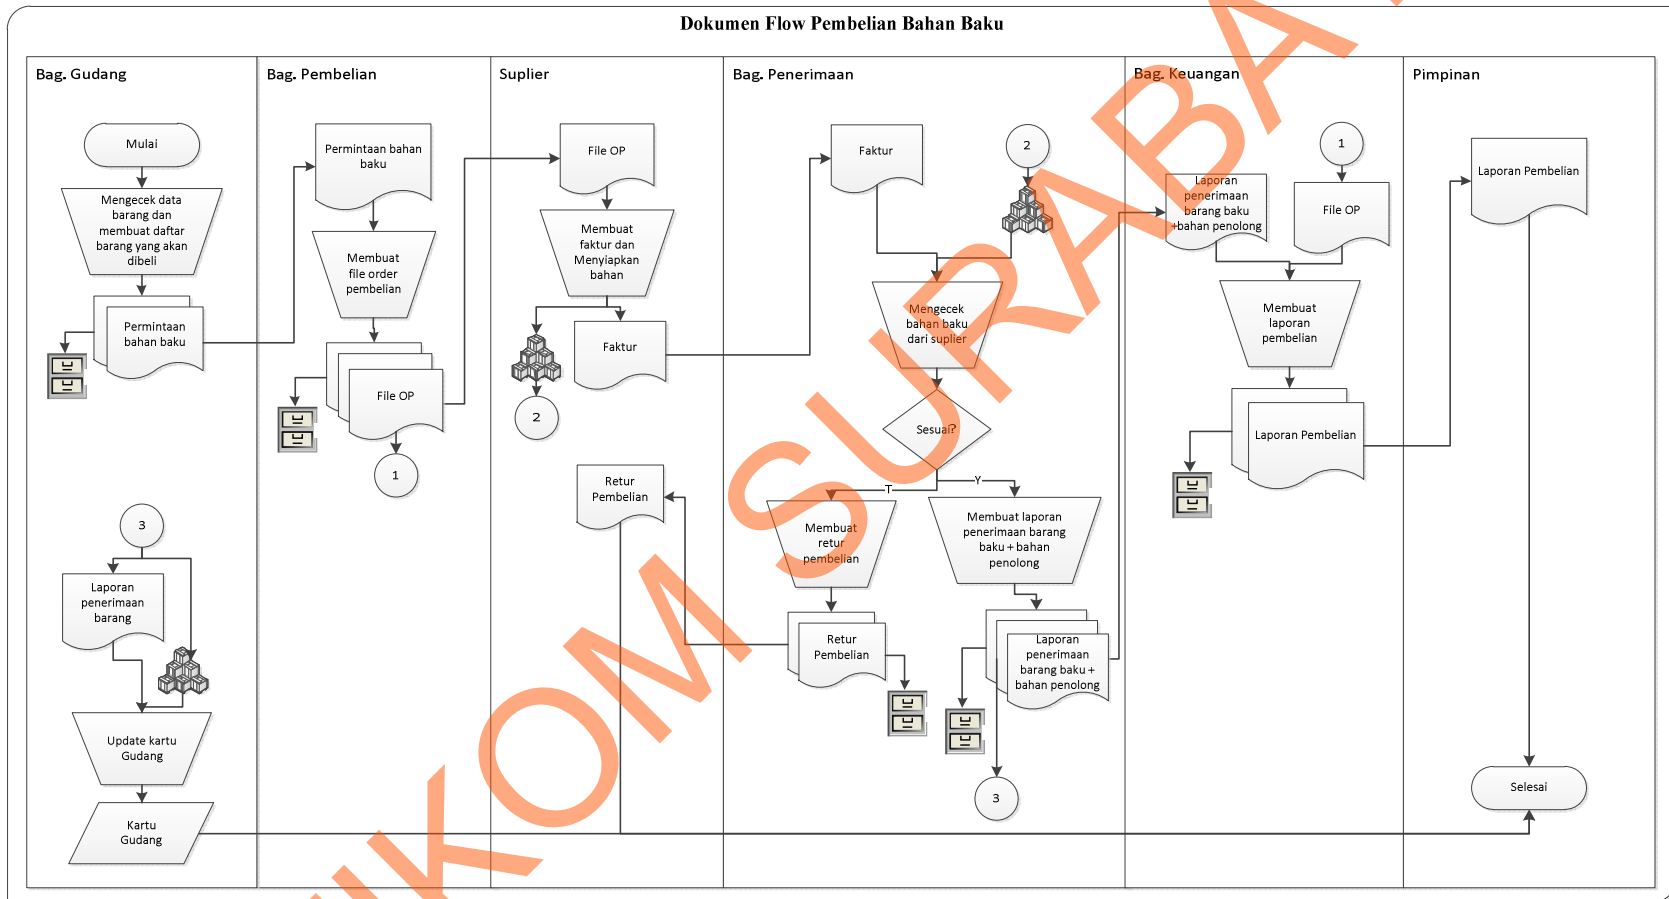 Dokumen Flow Pembelian Bahan Baku
Bag. Gudang
Mulai
Mengecek data
barang dan
membuat daftar
barang yang akan
dibeli
Permintaan
bahan baku
3
Laporan
penerimaan
barang
Update kartu
Gudang
Kartu
Gudang
Bag. Pembelian
Permintaan bahan
baku
Membuat
file order
pembelian
File OP
1
Suplier
File OP
Membuat
faktur dan
Menyiapkan
bahan
Faktur
2
Retur
Pembelian
Bag. Penerimaan
Faktur
2
Mengecek
bahan baku
dari suplier
Sesuai?
T
Y
Membuat
retur
pembelian
Membuat laporan
penerimaan barang
baku + bahan
penolong
Retur
Pembelian
Laporan
penerimaan
barang baku +
bahan penolong
3
Bag. Keuangan
1
Laporan
penerimaan
barang baku
+bahan penolong
File OP
Membuat
laporan
pembelian
Laporan Pembelian
Pimpinan
Laporan Pembelian
Selesai
IKOM SURABA